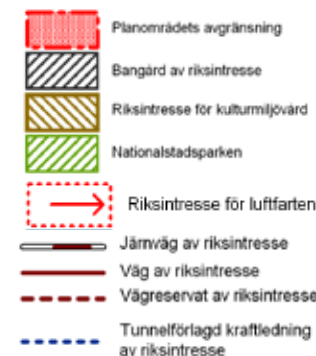 Planområdets avgränsning
Bangård av riksintresse
Riksintresse för kulturmiljövård
Nationalstadsparken
Riksintresse för luftfarten
Järnväg av riksintresse
Väg av riksintresse
Vägreservat av riksintresse
Tunnelförlagd kraftledning
av riksintresse